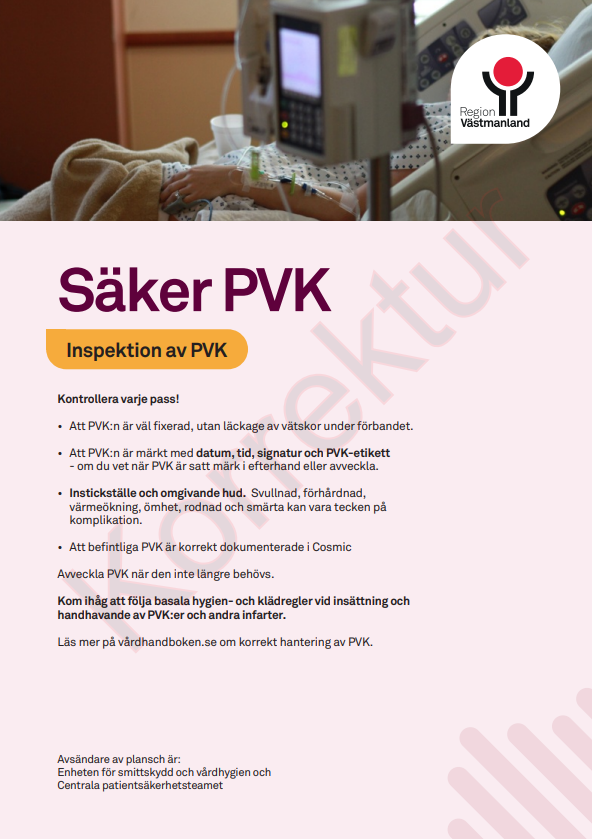 Region
Västmanland
Säker PVK
Inspektion av PVK
Kontrollera varje pass!
• Att PVK:n är väl fixerad, utan läckage av vätskor under förbandet.
• Att PVK:n är märkt med datum, tid, signatur och PVK-etikett
- om du vet när PVK är satt märk i efterhand eller avveckla.
• Instickställe och omgivande hud. Svullnad, förhårdnad,
värmeökning, ömhet, rodnad och smärta kan vara tecken på
komplikation.
• Att befintliga PVK är korrekt dokumenterade i Cosmic
Avveckla PVK när den inte längre behövs.
Kom ihåg att följa basala hygien- och klädregler vid insättning och
handhavande av PVK:er och andra infarter.
Läs mer på vårdhandboken.se om korrekt hantering av PVK.
Korrektur
Avsändare av plansch är:
Enheten för smittskydd och vårdhygien och
Centrala patientsäkerhetsteamet